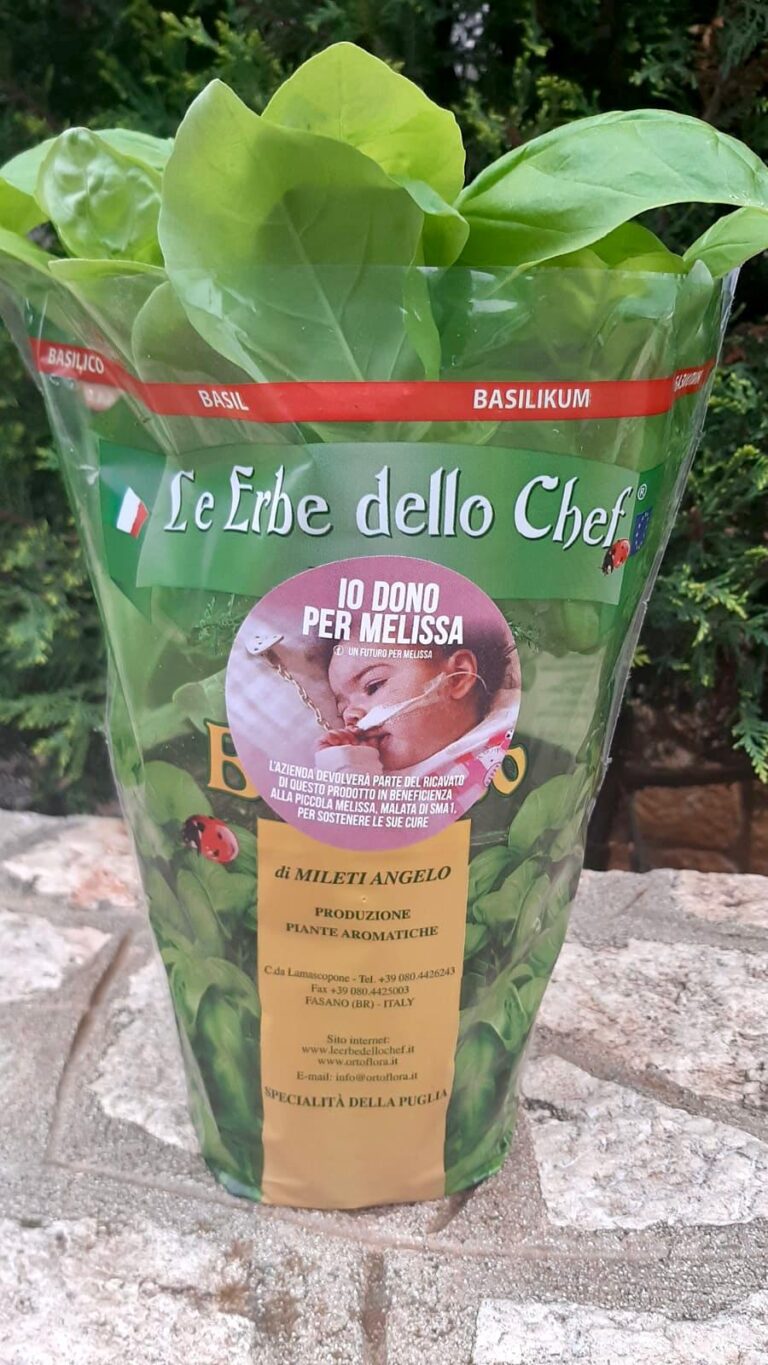 BASILICO
BASIL
BASILIKUM
Le Erbe dello Chef®
IO DONO
PER MELISSA
UN FUTURO PER MELISSA
L'AZIENDA DEVOLVERÀ PARTE DEL RICAVATO
DI QUESTO PRODOTTO IN BENEFICIENZA
ALLA PICCOLA MELISSA, MALATA DI SMA1,
PER SOSTENERE LE SUE CURE
di MILETI ANGELO
PRODUZIONE
PIANTE AROMATICHE
C.da Lamascopone - Tel. +39 080.4426243
Fax +39 080.4425003
FASANO (BR) - ITALY
Sito internet:
www.leerbedellochef.it
www.ortoflora.it
E-mail: info@ortoflora.it
SPECIALITÀ DELLA PUGLIA